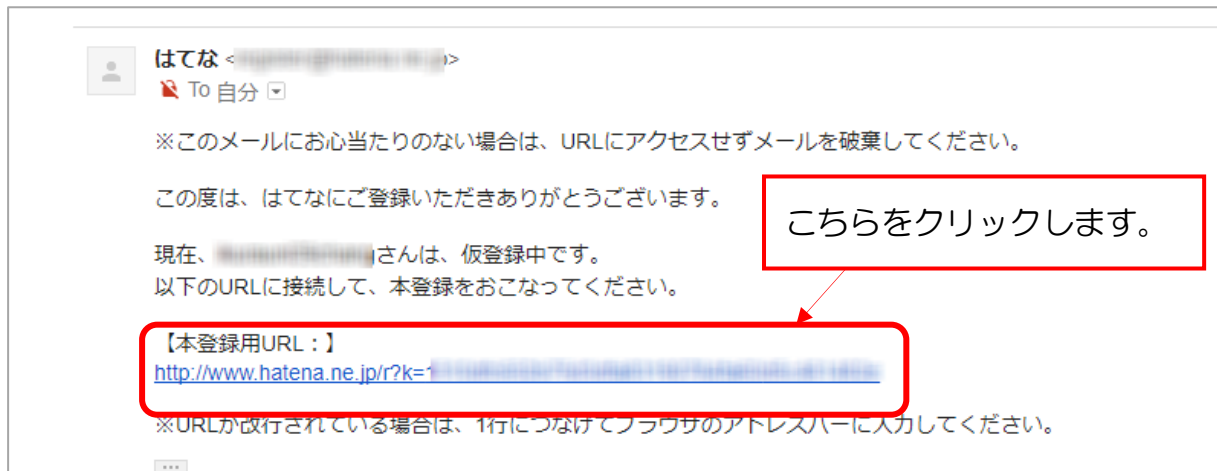 はてな < >
To 自分
※このメールにお心当たりのない場合は、URLにアクセスせずメールを破棄してください。
この度は、はてなにご登録いただきありがとうございます。
こちらをクリックします。
現在、 さんは、仮登録中です。
以下のURLに接続して、本登録をおこなってください。
【本登録用URL：】
http://www.hatena.ne.jp/r?k=1
※URLが改行されている場合は、1行につなげてブラウザのアドレスバーに入力してください。